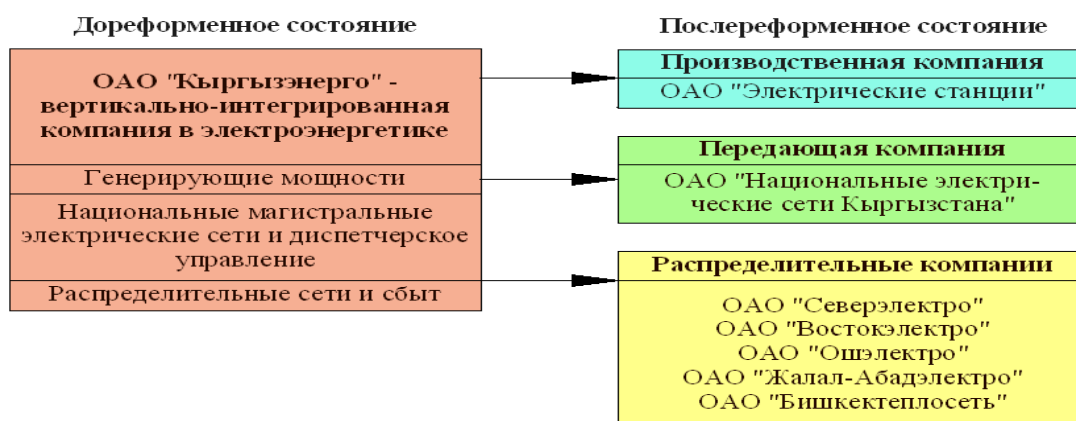 Дореформенное состояние
ОАО "Кыргызэнерго" -
вертикально-интегрированная
компания в электроэнергетике
Генерирующие мощности
Национальные магистральные
электрические сети и диспетчерское
управление
Распределительные сети и сбыт
Послереформенное состояние
Производственная компания
ОАО "Электрические станции"
Передающая компания
ОАО "Национальные электри-
ческие сети Кыргызстана"
Распределительные компании
ОАО "Северэлектро"
ОАО "Востокэлектро"
ОАО "Ошэлектро"
ОАО "Жалал-Абадэлектро"
ОАО "Бишкектеплосеть"